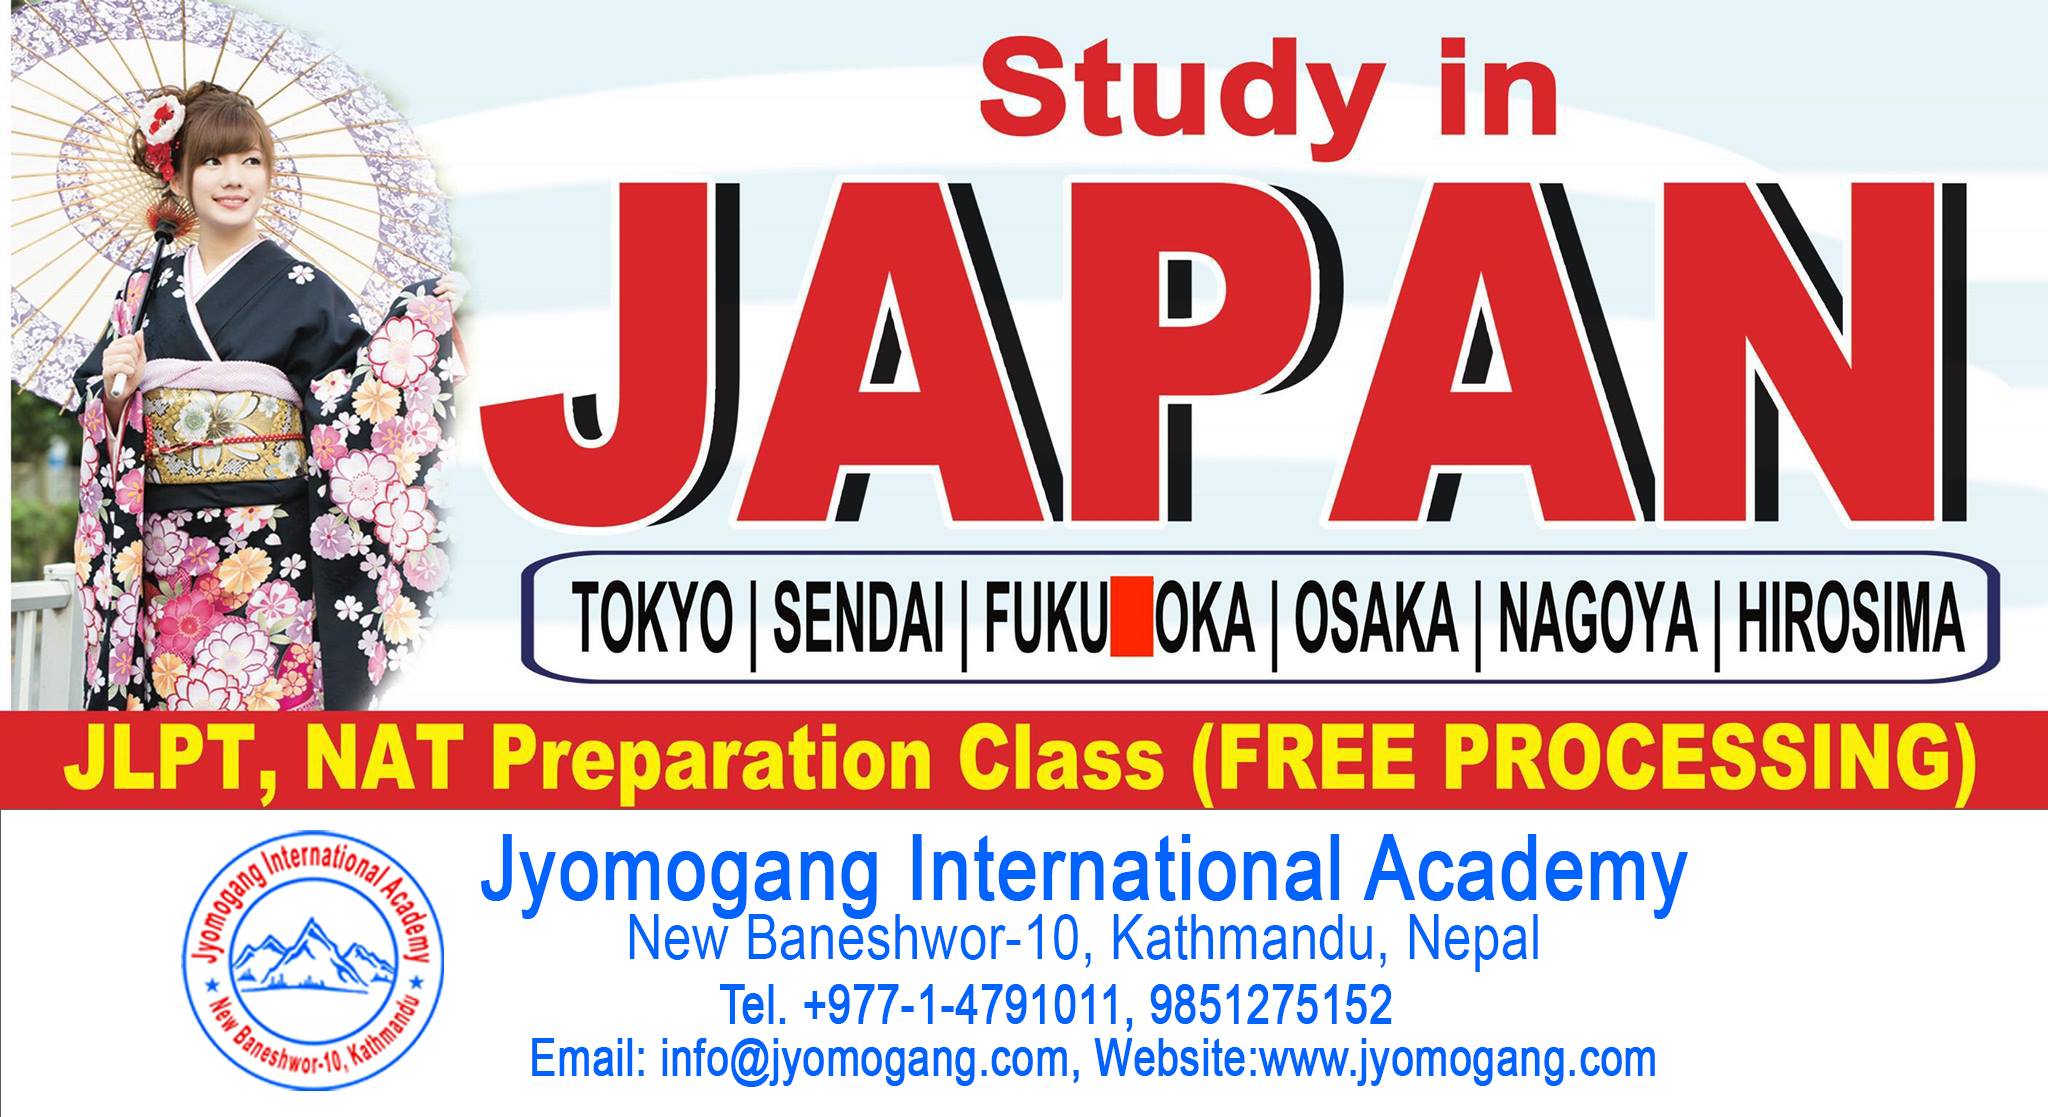 Study in
JAPAN
TOKYO | SENDAI | FUKU OKA | OSAKA | NAGOYA | HIROSIMA
JLPT, NAT Preparation Class (FREE PROCESSING)
Jyomogang International Academy
New Baneshwor-10, Kathmandu
Jyomogang International Academy
New Baneshwor-10, Kathmandu, Nepal
Tel. +977-1-4791011, 9851275152
Email: info@jyomogang.com, Website:www.jyomogang.com